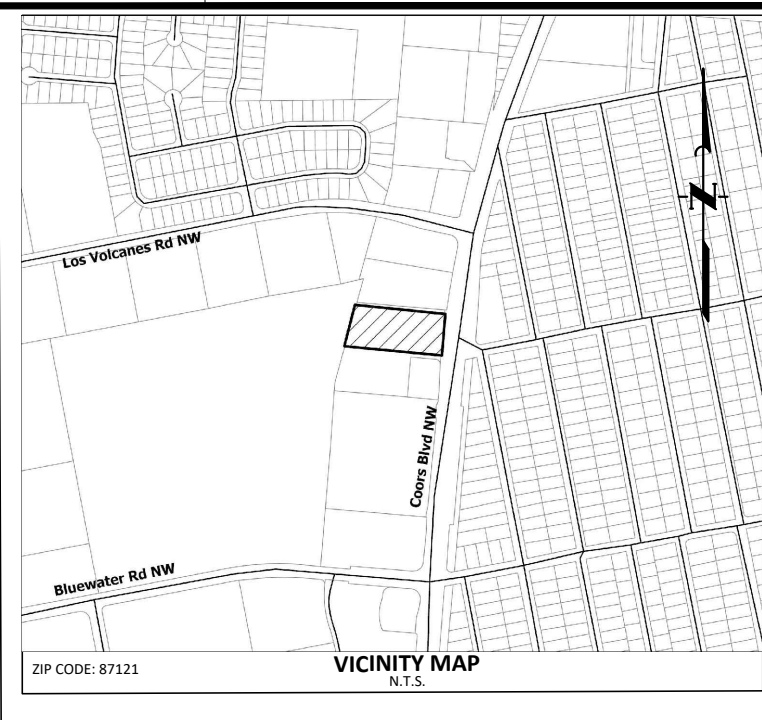 Los Volcanes Rd NW
N
Coors Blvd NW
Bluewater Rd NW
ZIP CODE: 87121
VICINITY MAP
N.T.S.